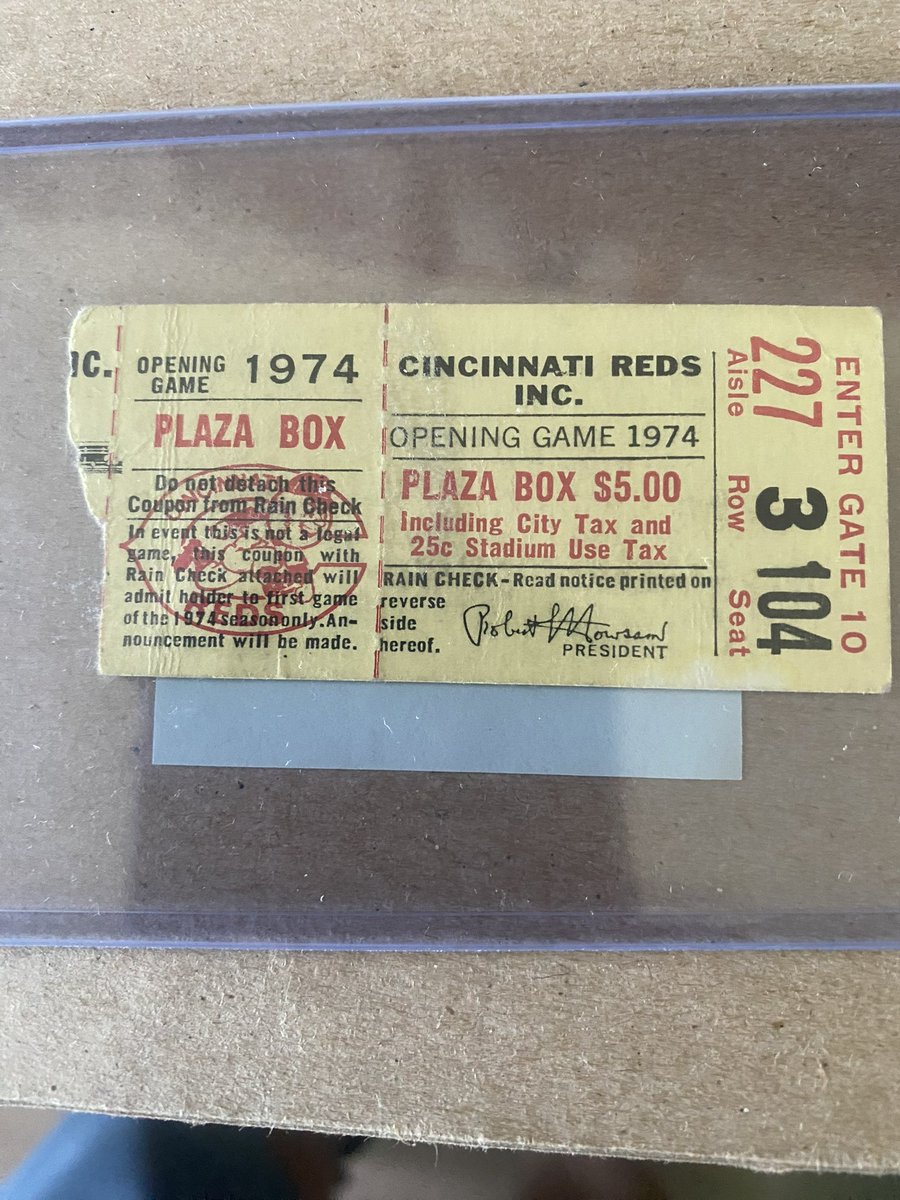 IC.
OPENING GAME 1974
PLAZA BOX
Do not detach this
Coupon from Rain Check
In event this is not a legal
game, this coupon with
Rain Check attached will
admit holder to first game
of the 1974 season only. An-
nouncement will be made.
REDS
CINCINNATI REDS
INC.
OPENING GAME 1974
PLAZA BOX $5.00
Including City Tax and
25c Stadium Use Tax
RAIN CHECK-Read notice printed on
reverse
side
hereof.
Robert L Howsam
PRESIDENT
227 3 104
Aisle Row Seat
ENTER GATE 10